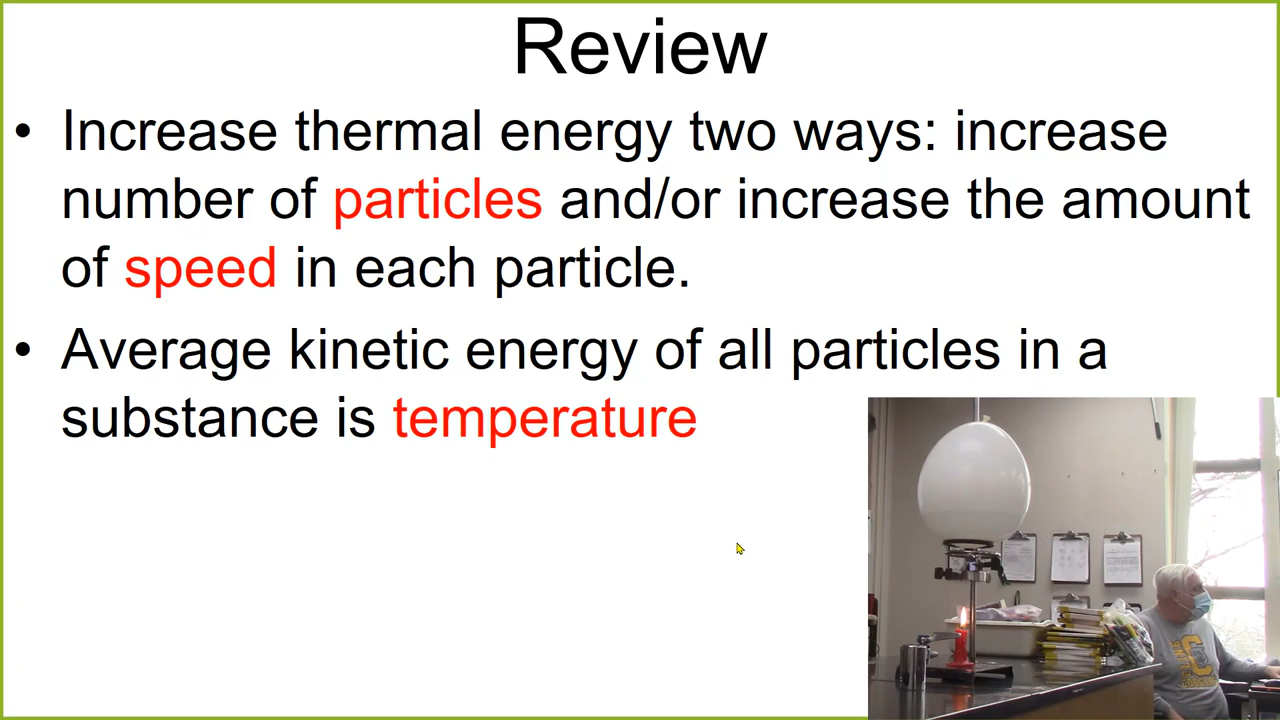 Review
• Increase thermal energy two ways: increase
number of particles and/or increase the amount
of speed in each particle.
• Average kinetic energy of all particles in a
substance is temperature
C